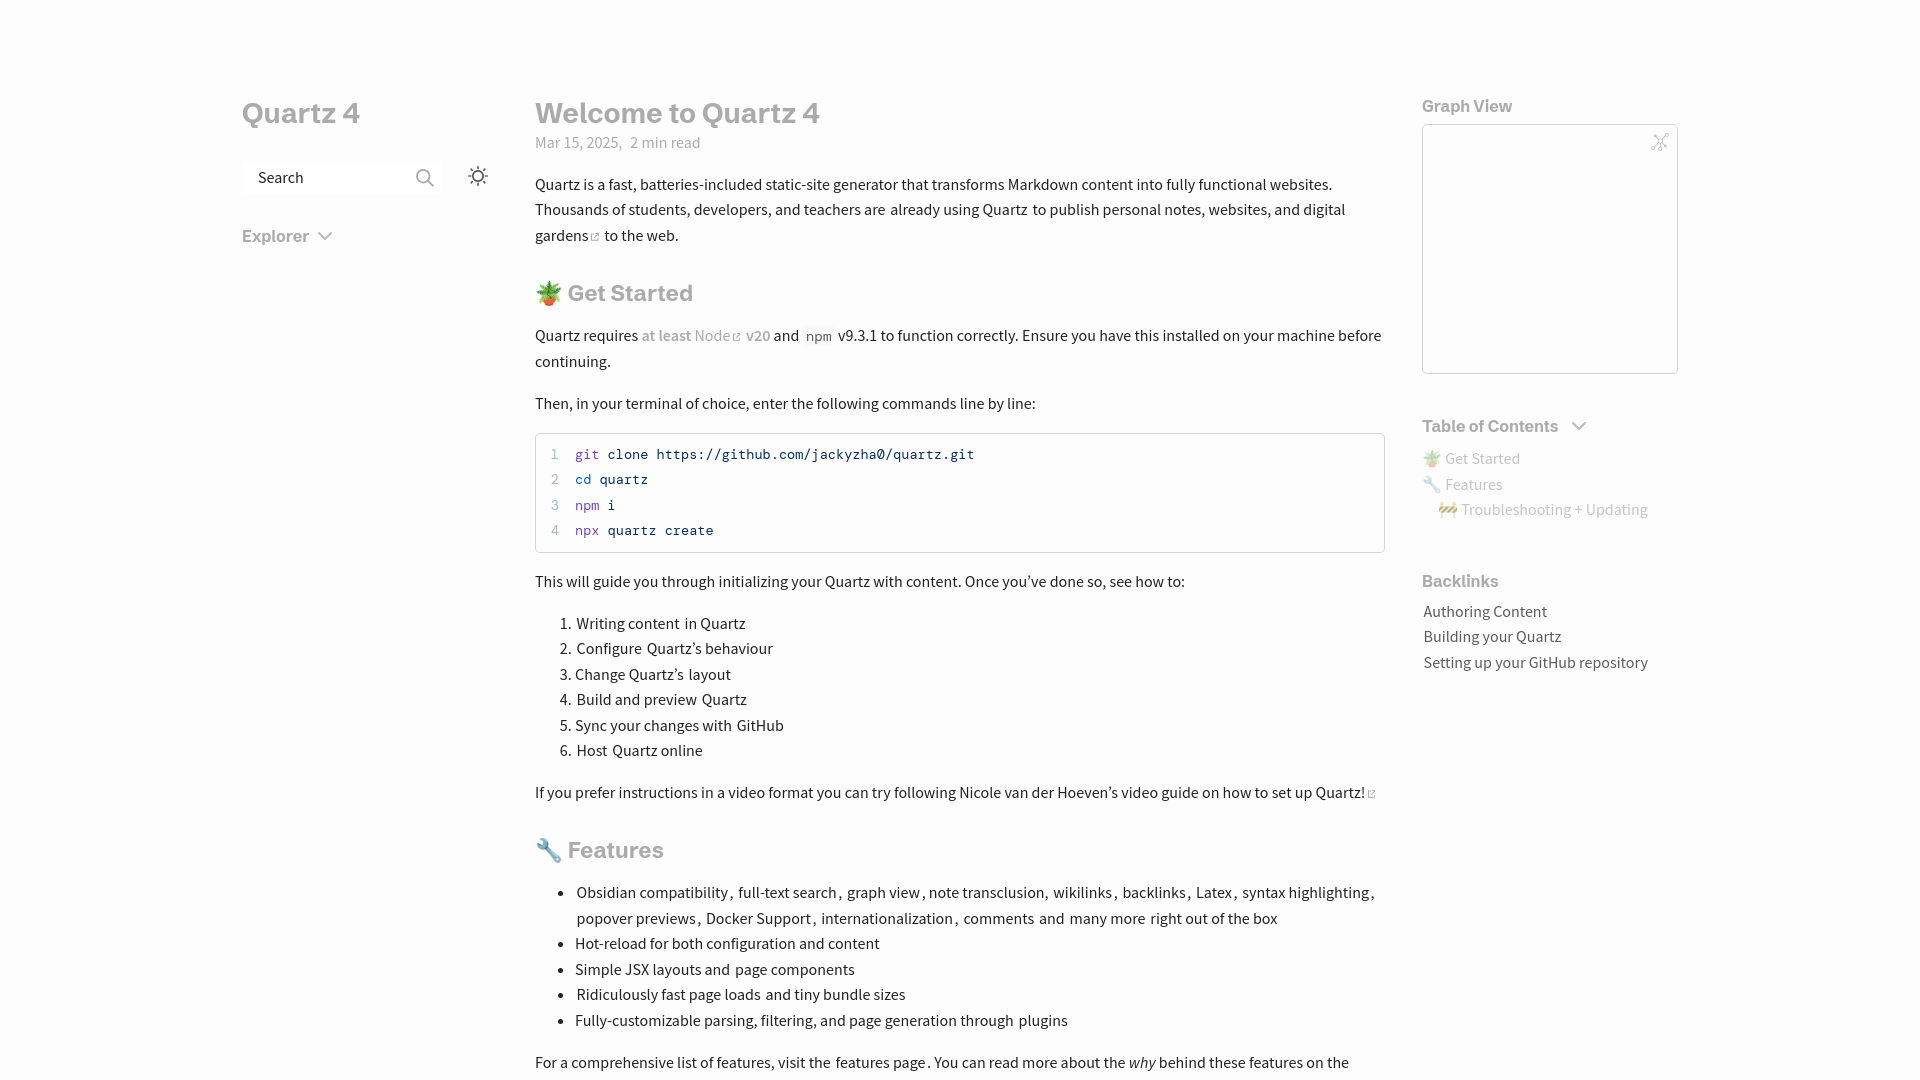 Quartz 4
Search
Explorer
Welcome to Quartz 4
Mar 15, 2025, 2 min read
Quartz is a fast, batteries-included static-site generator that transforms Markdown content into fully functional websites.
Thousands of students, developers, and teachers are already using Quartz to publish personal notes, websites, and digital
gardens to the web.
🪴 Get Started
Quartz requires at least Node v20 and npm v9.3.1 to function correctly. Ensure you have this installed on your machine before
continuing.
Then, in your terminal of choice, enter the following commands line by line:
1 git clone https://github.com/jackyzha0/quartz.git
2 cd quartz
3 npm i
4 npx quartz create
This will guide you through initializing your Quartz with content. Once you’ve done so, see how to:
1. Writing content in Quartz
2. Configure Quartz’s behaviour
3. Change Quartz’s layout
4. Build and preview Quartz
5. Sync your changes with GitHub
6. Host Quartz online
If you prefer instructions in a video format you can try following Nicole van der Hoeven’s video guide on how to set up Quartz!
🔧 Features
• Obsidian compatibility, full-text search, graph view, note transclusion, wikilinks, backlinks, Latex, syntax highlighting,
popover previews, Docker Support, internationalization, comments and many more right out of the box
• Hot-reload for both configuration and content
• Simple JSX layouts and page components
• Ridiculously fast page loads and tiny bundle sizes
• Fully-customizable parsing, filtering, and page generation through plugins
For a comprehensive list of features, visit the features page. You can read more about the why behind these features on the
Graph View
Table of Contents
🪴 Get Started
🔧 Features
🚧 Troubleshooting + Updating
Backlinks
Authoring Content
Building your Quartz
Setting up your GitHub repository